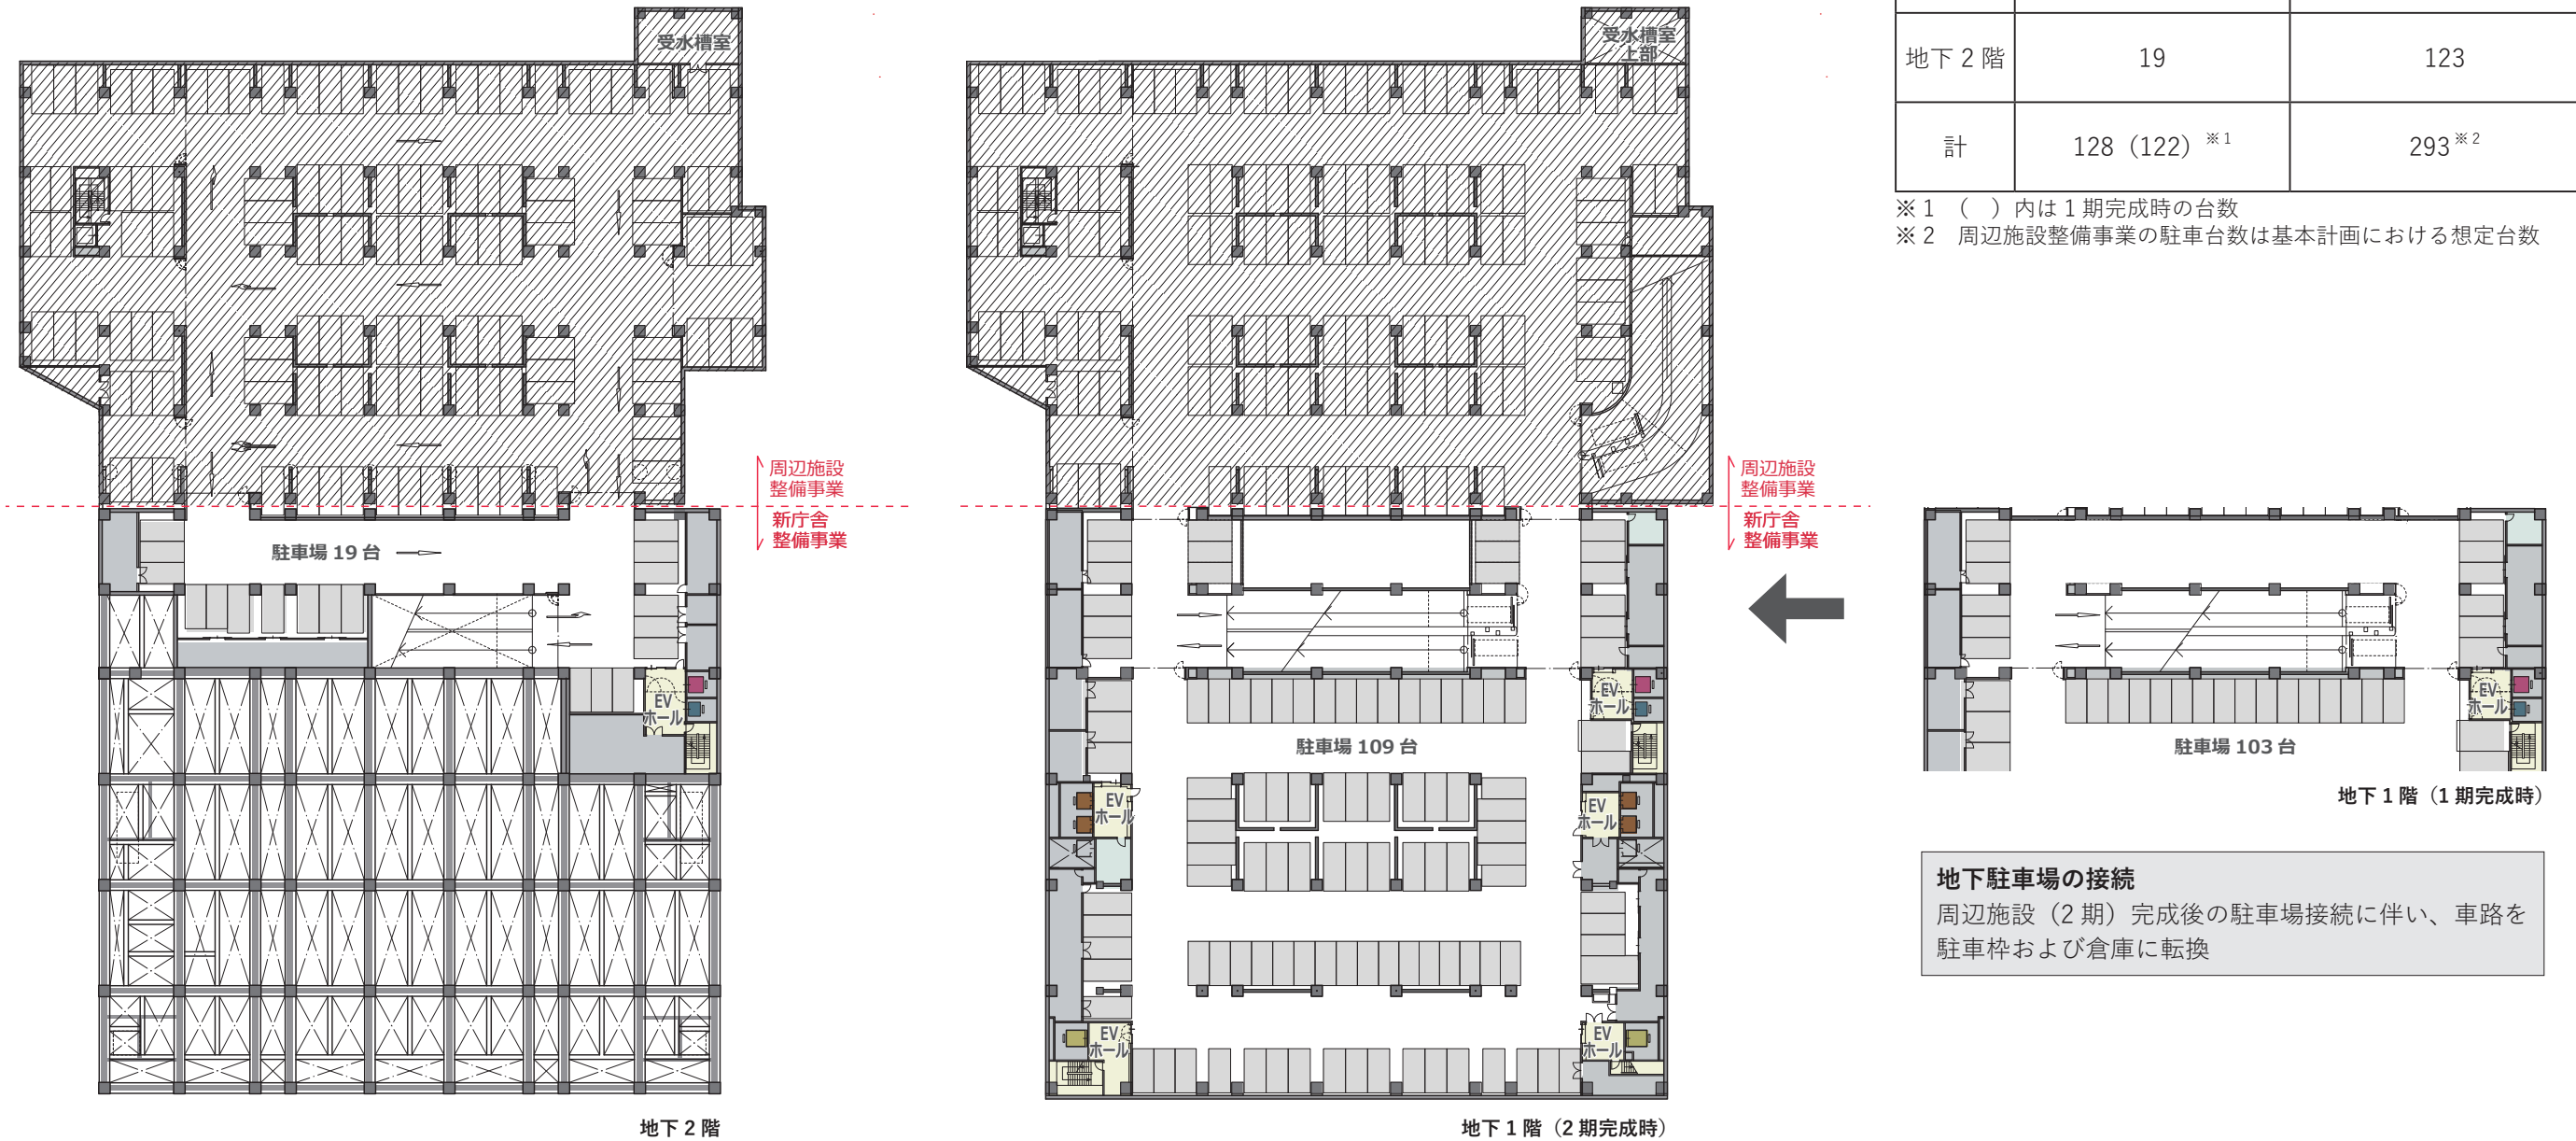 受水槽室
周辺施設
整備事業
新庁舎
整備事業
駐車場 19 台
EV
ホール
地下 2 階
受水槽室
上部
周辺施設
整備事業
新庁舎
整備事業
EV
ホール
駐車場 109 台
EV
ホール
EV
ホール
EV
ホール
EV
ホール
地下 1 階（2 期完成時）
地下 2 階 19 123
計 128（122）※1 293※2
※1 （ ）内は 1 期完成時の台数
※2 周辺施設整備事業の駐車台数は基本計画における想定台数
EV
ホール
駐車場 103 台
地下 1 階（1 期完成時）
地下駐車場の接続
周辺施設（2 期）完成後の駐車場接続に伴い、車路を
駐車枠および倉庫に転換